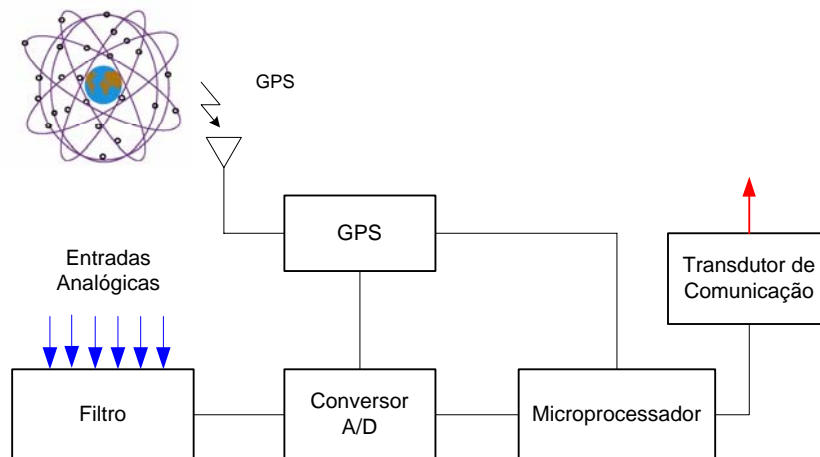 GPS
GPS
Entradas
Analógicas
Transdutor de
Comunicação
Filtro
Conversor
A/D
Microprocessador